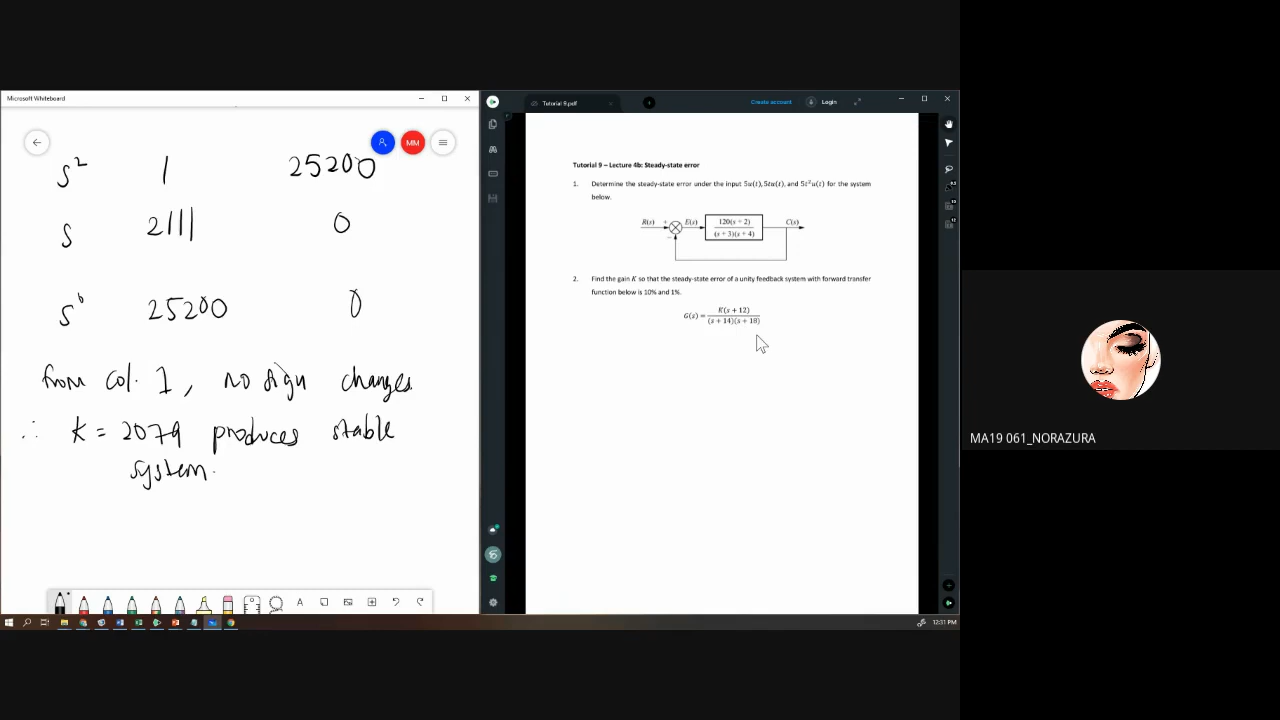 Microsoft Whiteboard
MM
s² 1 25200
s 2111 0
s⁰ 25200 0
from col. 1, no sign changes
∴ K = 2079 produces stable
system.
Tutorial 9.pdf
Create account
Login
Tutorial 9 – Lecture 4b: Steady-state error
1. Determine the steady-state error under the input 5u(t), 5tu(t), and 5t²u(t) for the system
below.
R(s) + E(s) 120(s + 2) C(s)
− (s + 3)(s + 4)
2. Find the gain K so that the steady-state error of a unity feedback system with forward transfer
function below is 10% and 1%.
G(s) = K(s + 12)
(s + 14)(s + 18)
MA19 061_NORAZURA
12:31 PM